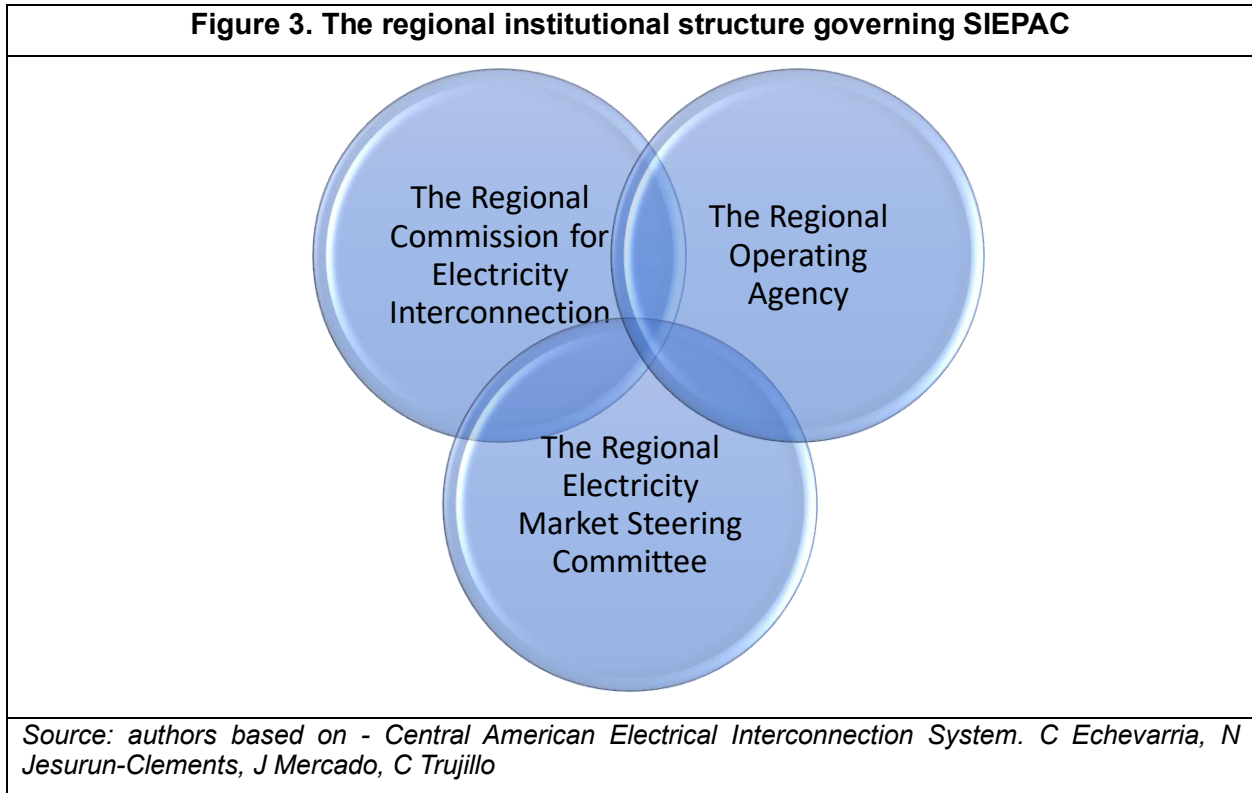 Figure 3. The regional institutional structure governing SIEPAC
The Regional
Commission for
Electricity
Interconnection
The Regional
Operating
Agency
The Regional
Electricity
Market Steering
Committee
Source: authors based on - Central American Electrical Interconnection System. C Echevarria, N
Jesurun-Clements, J Mercado, C Trujillo